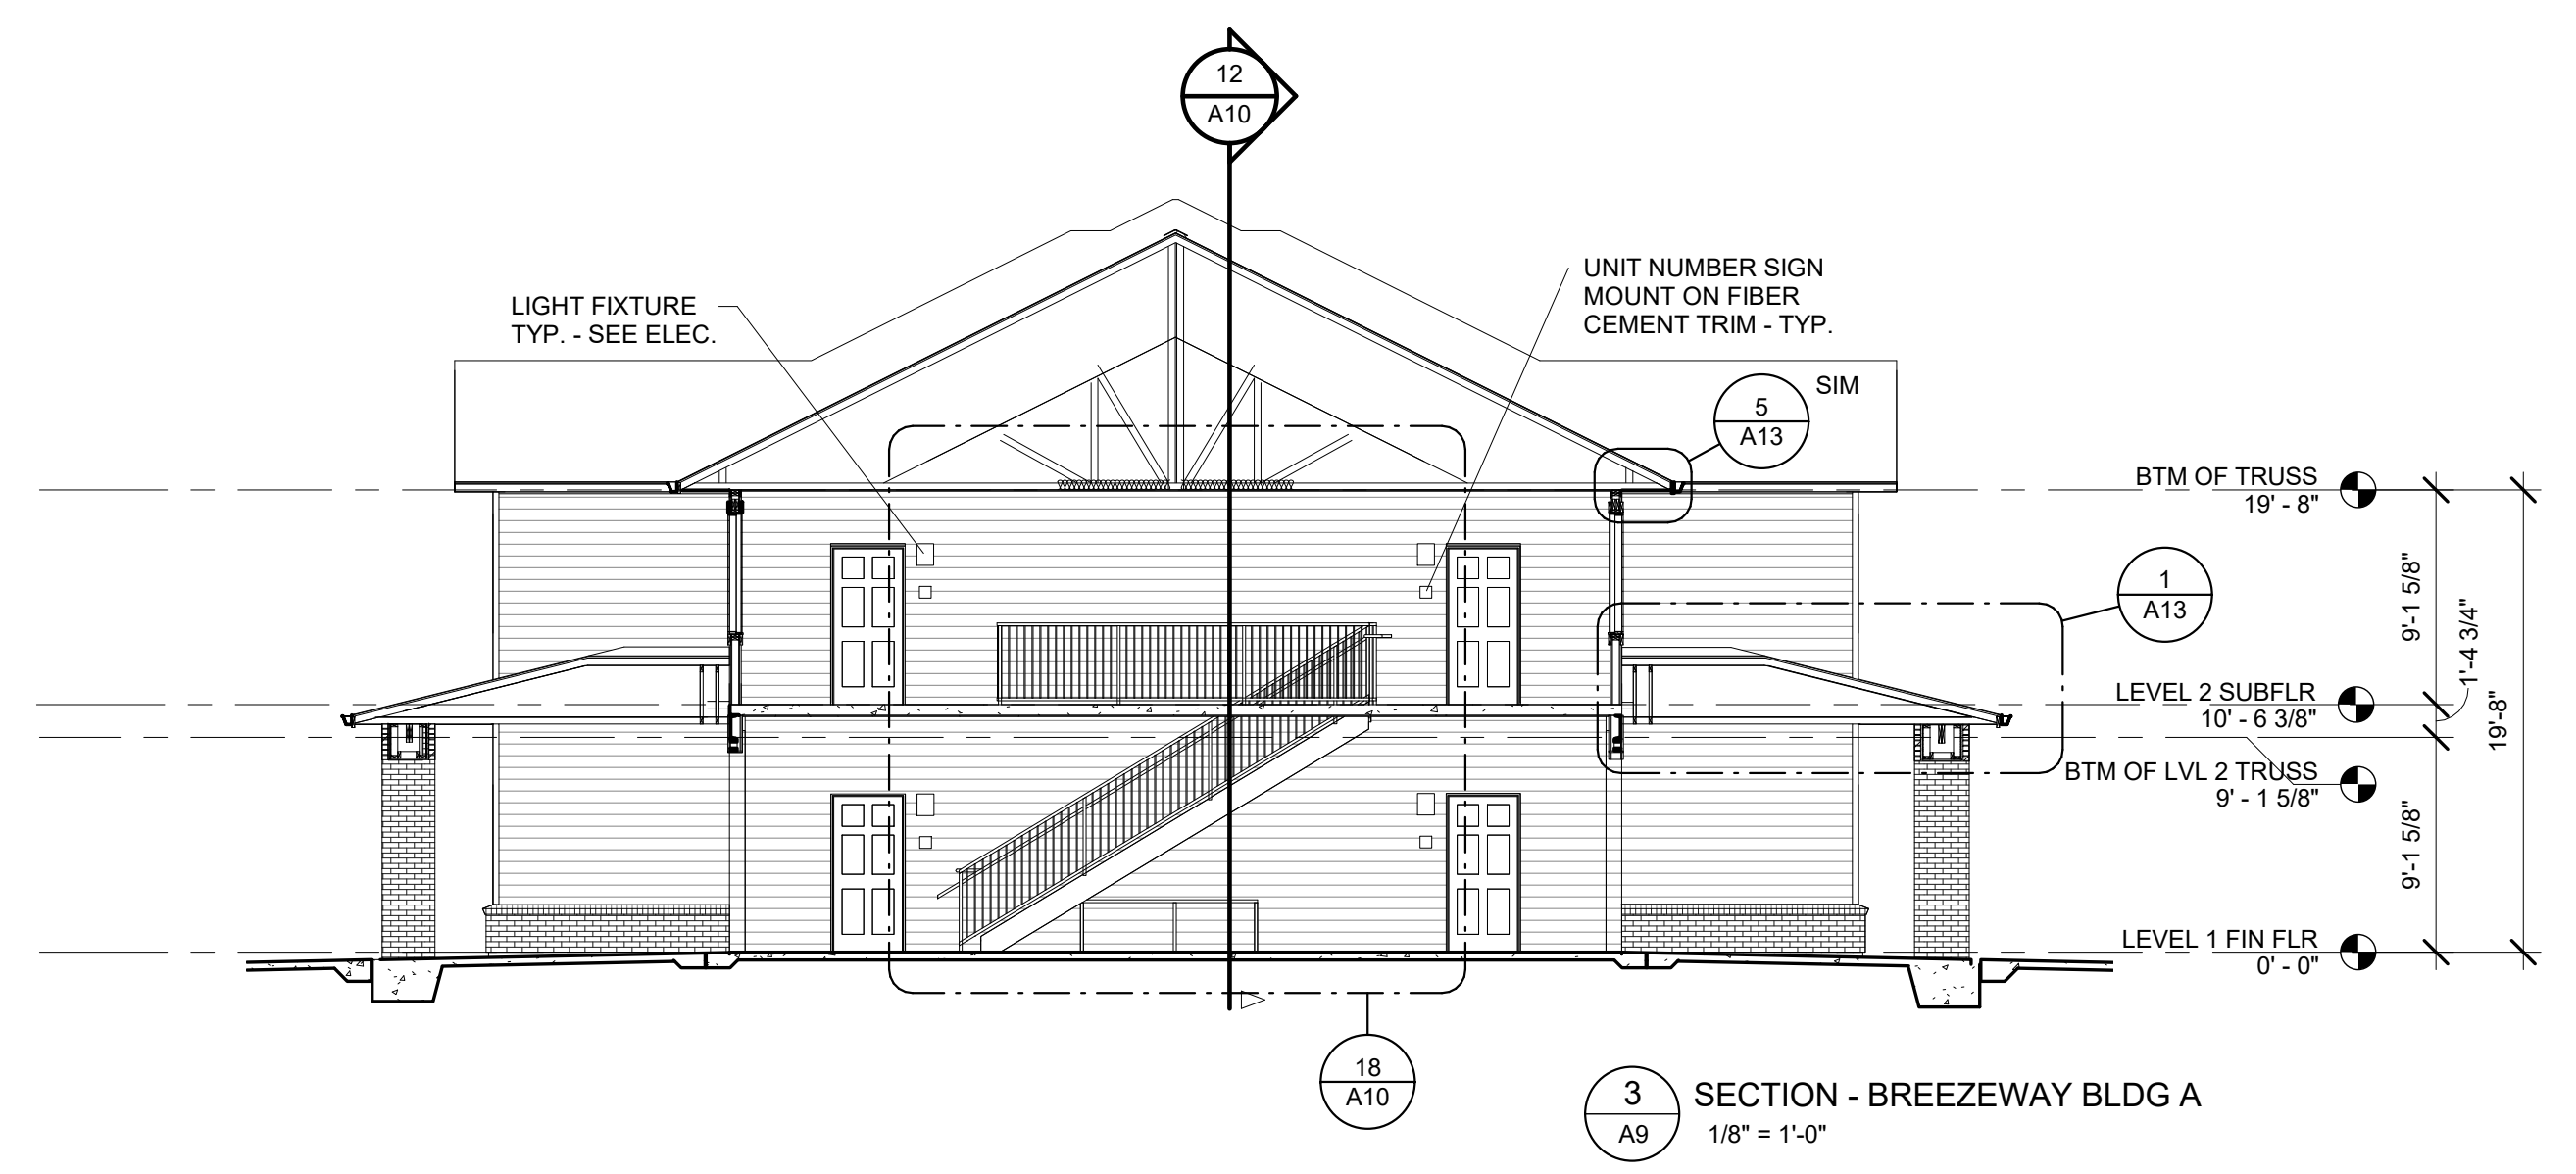 12
A10
LIGHT FIXTURE
TYP. - SEE ELEC.
UNIT NUMBER SIGN
MOUNT ON FIBER
CEMENT TRIM - TYP.
5
A13
SIM
BTM OF TRUSS
19' - 8"
1
A13
9'-1 5/8"
1'-4 3/4"
19'-8"
LEVEL 2 SUBFLR
10' - 6 3/8"
BTM OF LVL 2 TRUSS
9' - 1 5/8"
9'-1 5/8"
LEVEL 1 FIN FLR
0' - 0"
18
A10
3
A9
SECTION - BREEZEWAY BLDG A
1/8" = 1'-0"